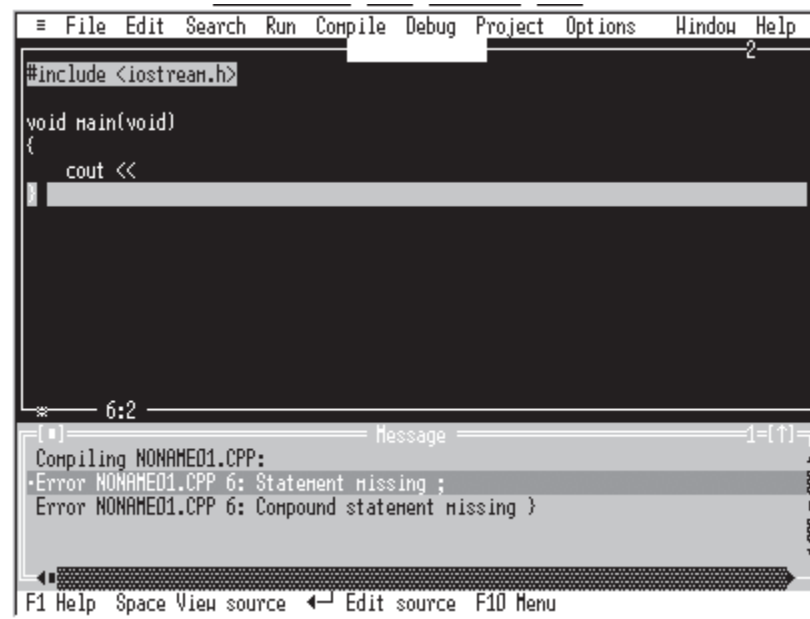 ≡ File Edit Search Run Compile Debug Project Options Window Help
2
#include <iostream.h>
void main(void)
{
cout <<
}
6:2
[■] Message 1=[↑]
Compiling NONAME01.CPP:
·Error NONAME01.CPP 6: Statement missing ;
Error NONAME01.CPP 6: Compound statement missing }
F1 Help Space View source ◄┘ Edit source F10 Menu